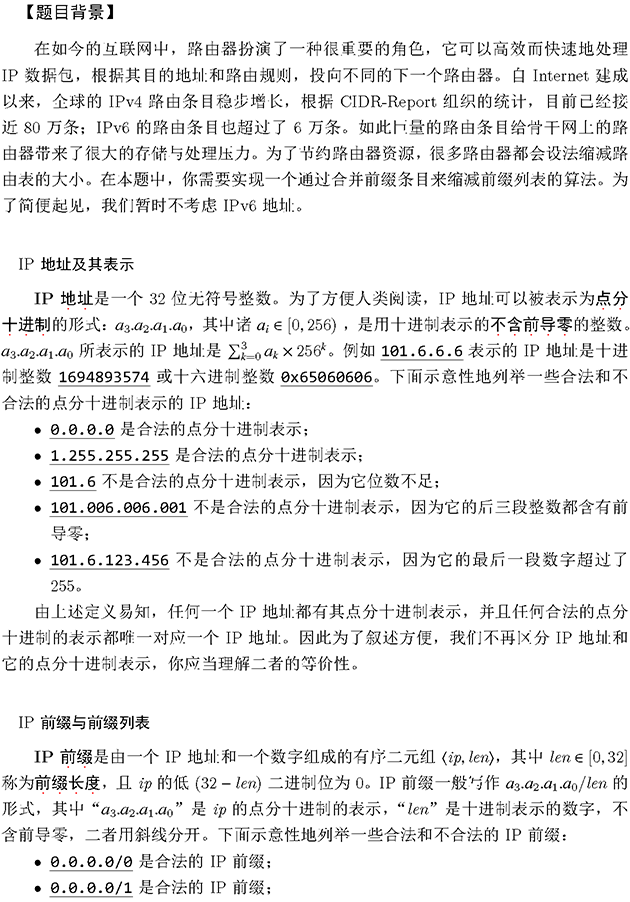 【题目背景】
在如今的互联网中，路由器扮演了一种很重要的角色，它可以高效而快速地处理
IP 数据包，根据其目的地址和路由规则，投向不同的下一个路由器。自 Internet 建成
以来，全球的 IPv4 路由条目稳步增长，根据 CIDR-Report 组织的统计，目前已经接
近 80 万条；IPv6 的路由条目也超过了 6 万条。如此巨量的路由条目给骨干网上的路
由器带来了很大的存储与处理压力。为了节约路由器资源，很多路由器都会设法缩减路
由表的大小。在本题中，你需要实现一个通过合并前缀条目来缩减前缀列表的算法。为
了简便起见，我们暂时不考虑 IPv6 地址。
IP 地址及其表示
IP 地址是一个 32 位无符号整数。为了方便人类阅读，IP 地址可以被表示为点分
十进制的形式：a₃.a₂.a₁.a₀，其中诸 aᵢ ∈ [0, 256)，是用十进制表示的不含前导零的整数。
a₃.a₂.a₁.a₀ 所表示的 IP 地址是 ∑³ₖ₌₀ aₖ × 256ᵏ。例如 101.6.6.6 表示的 IP 地址是十进
制整数 1694893574 或十六进制整数 0x65060606。下面示意性地列举一些合法和不
合法的点分十进制表示的 IP 地址：
• 0.0.0.0 是合法的点分十进制表示；
• 1.255.255.255 是合法的点分十进制表示；
• 101.6 不是合法的点分十进制表示，因为它位数不足；
• 101.006.006.001 不是合法的点分十进制表示，因为它的后三段整数都含有前
导零；
• 101.6.123.456 不是合法的点分十进制表示，因为它的最后一段数字超过了
255。
由上述定义易知，任何一个 IP 地址都有其点分十进制表示，并且任何合法的点分
十进制的表示都唯一对应一个 IP 地址。因此为了叙述方便，我们不再区分 IP 地址和
它的点分十进制表示，你应当理解二者的等价性。
IP 前缀与前缀列表
IP 前缀是由一个 IP 地址和一个数字组成的有序二元组 ⟨ip, len⟩，其中 len ∈ [0, 32]
称为前缀长度，且 ip 的低 (32 − len) 二进制位为 0。IP 前缀一般写作 a₃.a₂.a₁.a₀/len 的
形式，其中“a₃.a₂.a₁.a₀”是 ip 的点分十进制的表示，“len”是十进制表示的数字，不
含前导零，二者用斜线分开。下面示意性地列举一些合法和不合法的 IP 前缀：
• 0.0.0.0/0 是合法的 IP 前缀；
• 0.0.0.0/1 是合法的 IP 前缀；